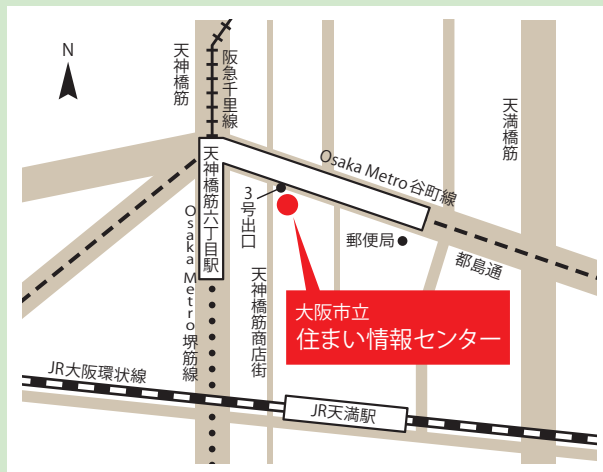 N
天神橋筋
阪急千里線
天満橋筋
Osaka Metro 谷町線
天神橋筋六丁目駅
3号出口
郵便局
都島通
Osaka Metro 堺筋線
天神橋筋商店街
大阪市立
住まい情報センター
JR大阪環状線
JR天満駅